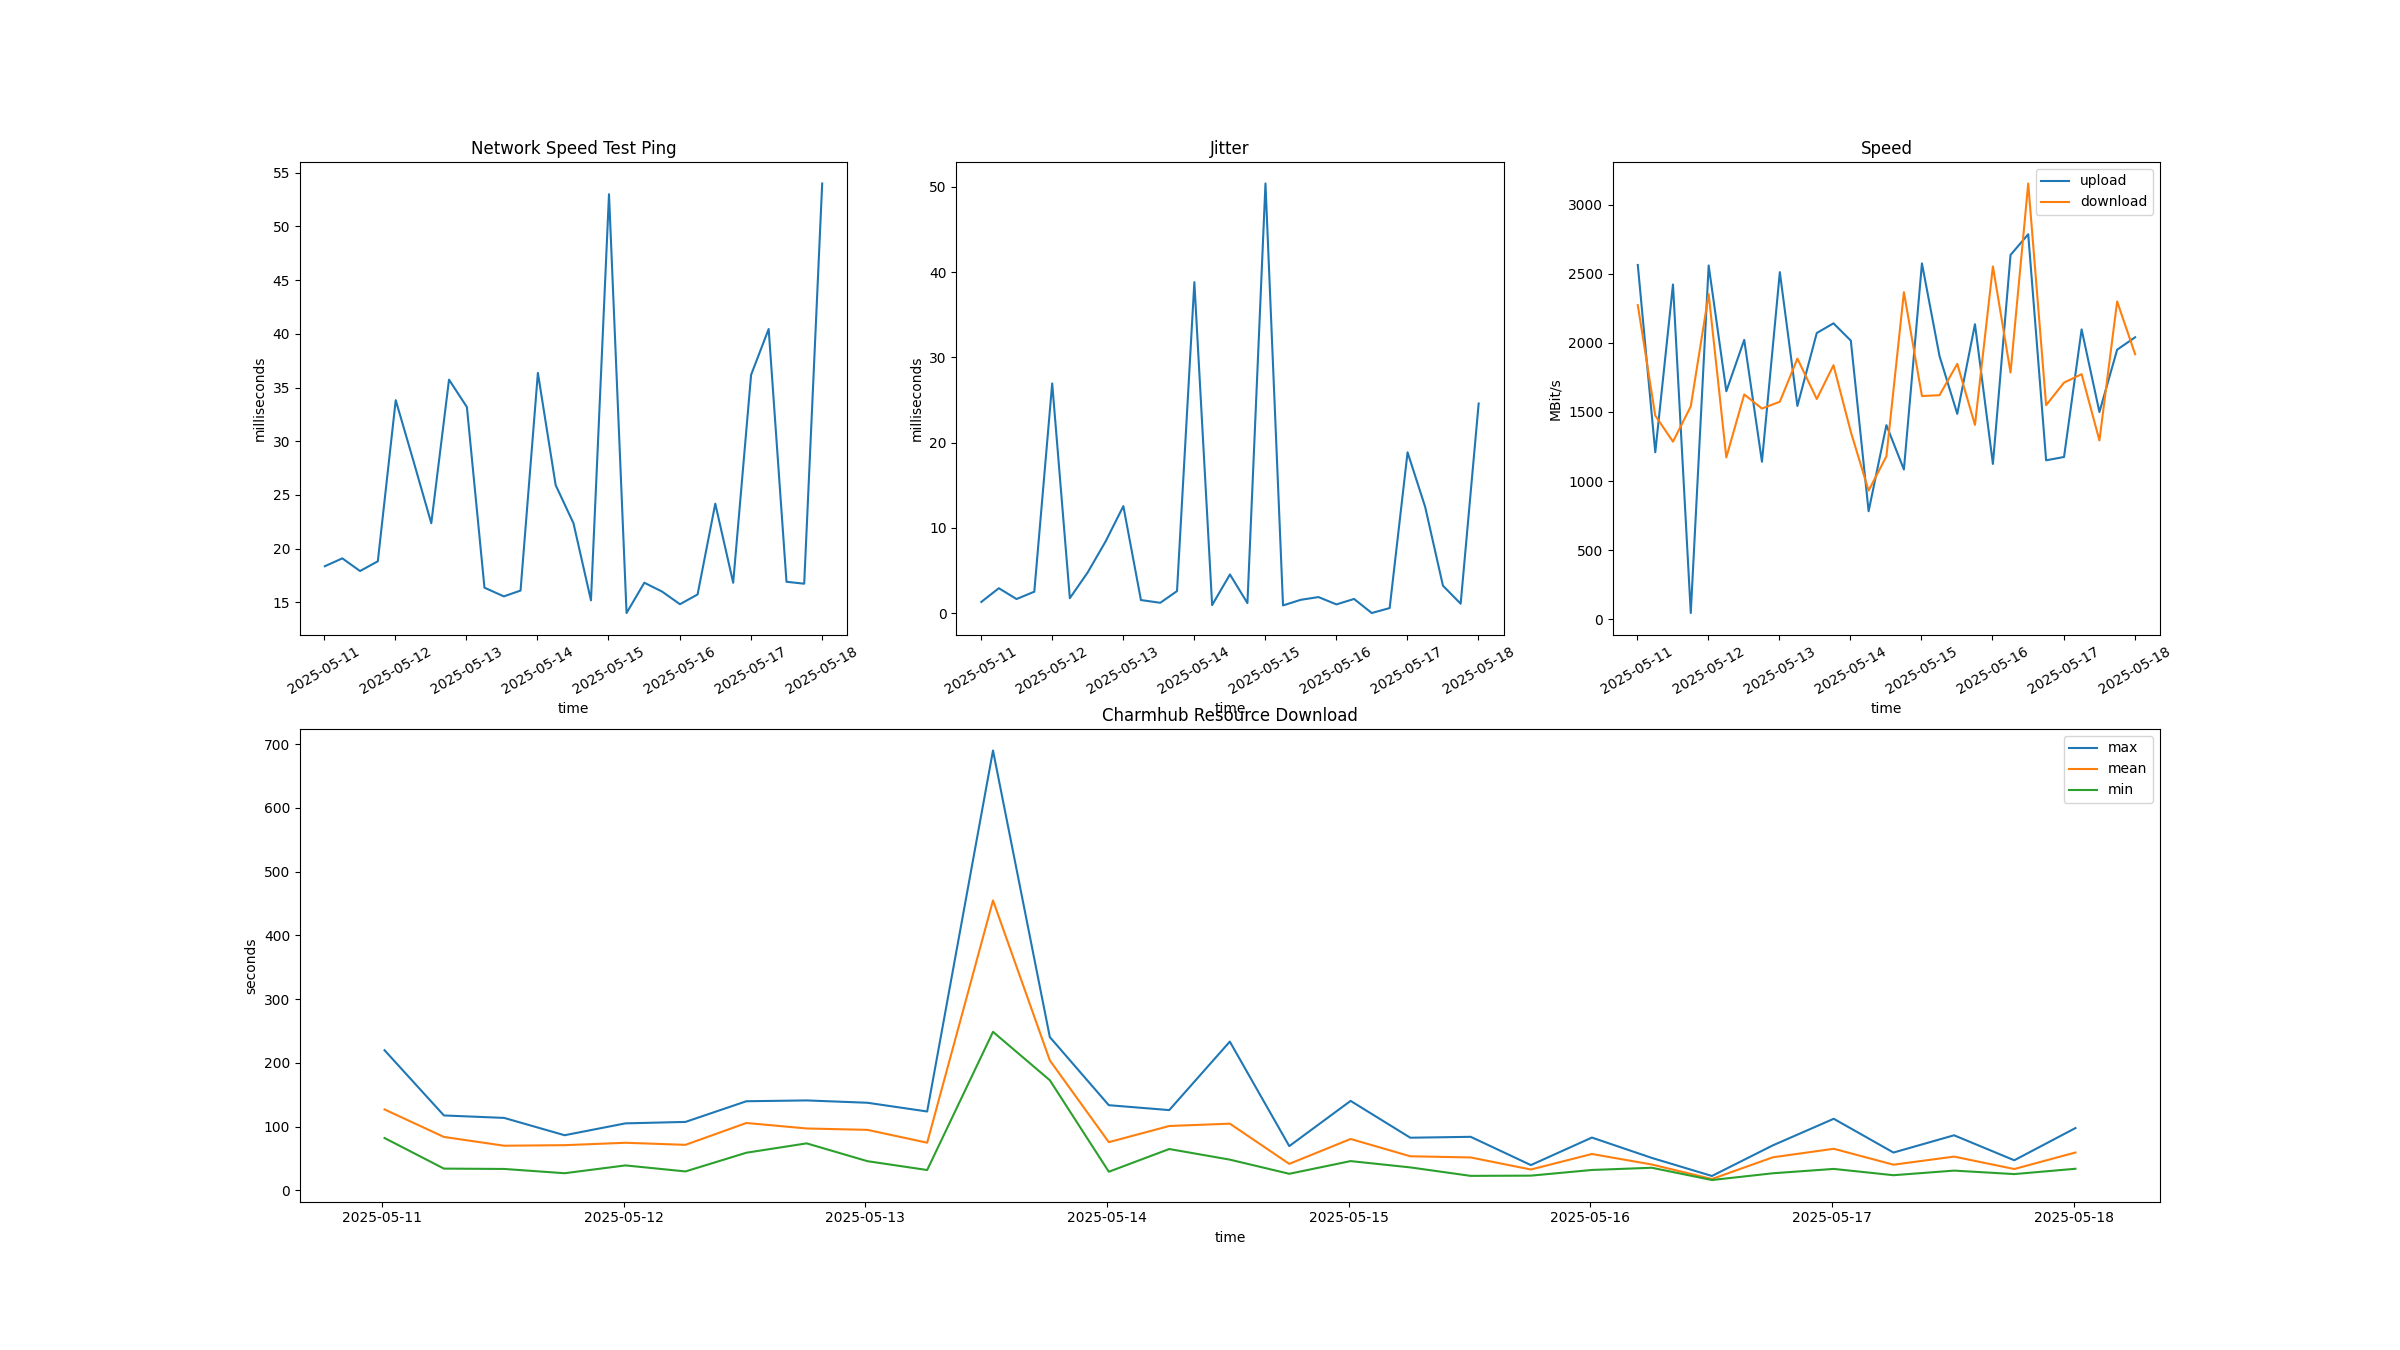 Network Speed Test Ping
55
50
45
40
35
30
25
20
15
milliseconds
2025-05-11 2025-05-12 2025-05-13 2025-05-14 2025-05-15 2025-05-16 2025-05-17 2025-05-18
time
Jitter
50
40
30
20
10
0
milliseconds
2025-05-11 2025-05-12 2025-05-13 2025-05-14 2025-05-15 2025-05-16 2025-05-17 2025-05-18
time
Speed
upload
download
3000
2500
2000
1500
1000
500
0
MBit/s
2025-05-11 2025-05-12 2025-05-13 2025-05-14 2025-05-15 2025-05-16 2025-05-17 2025-05-18
time
Charmhub Resource Download
max
mean
min
700
600
500
400
300
200
100
0
seconds
2025-05-11 2025-05-12 2025-05-13 2025-05-14 2025-05-15 2025-05-16 2025-05-17 2025-05-18
time